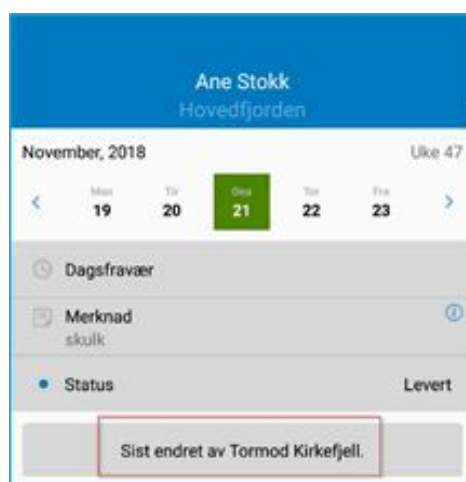 Ane Stokk
Hovedfjorden
November, 2018 Uke 47
Man Tir Ons Tor Fre
< 19 20 21 22 23 >
Dagsfravær
Merknad
skulk
Status Levert
Sist endret av Tormod Kirkefjell.